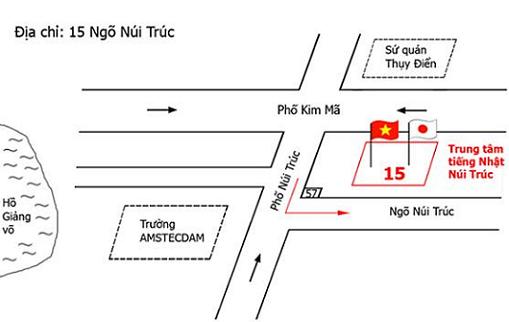 Địa chỉ: 15 Ngõ Núi Trúc
Sứ quán
Thụy Điển
Phố Kim Mã
Trung tâm
tiếng Nhật
Núi Trúc
15
Phố Núi Trúc
57
Ngõ Núi Trúc
Hồ
Giảng
võ
Trường
AMSTECDAM